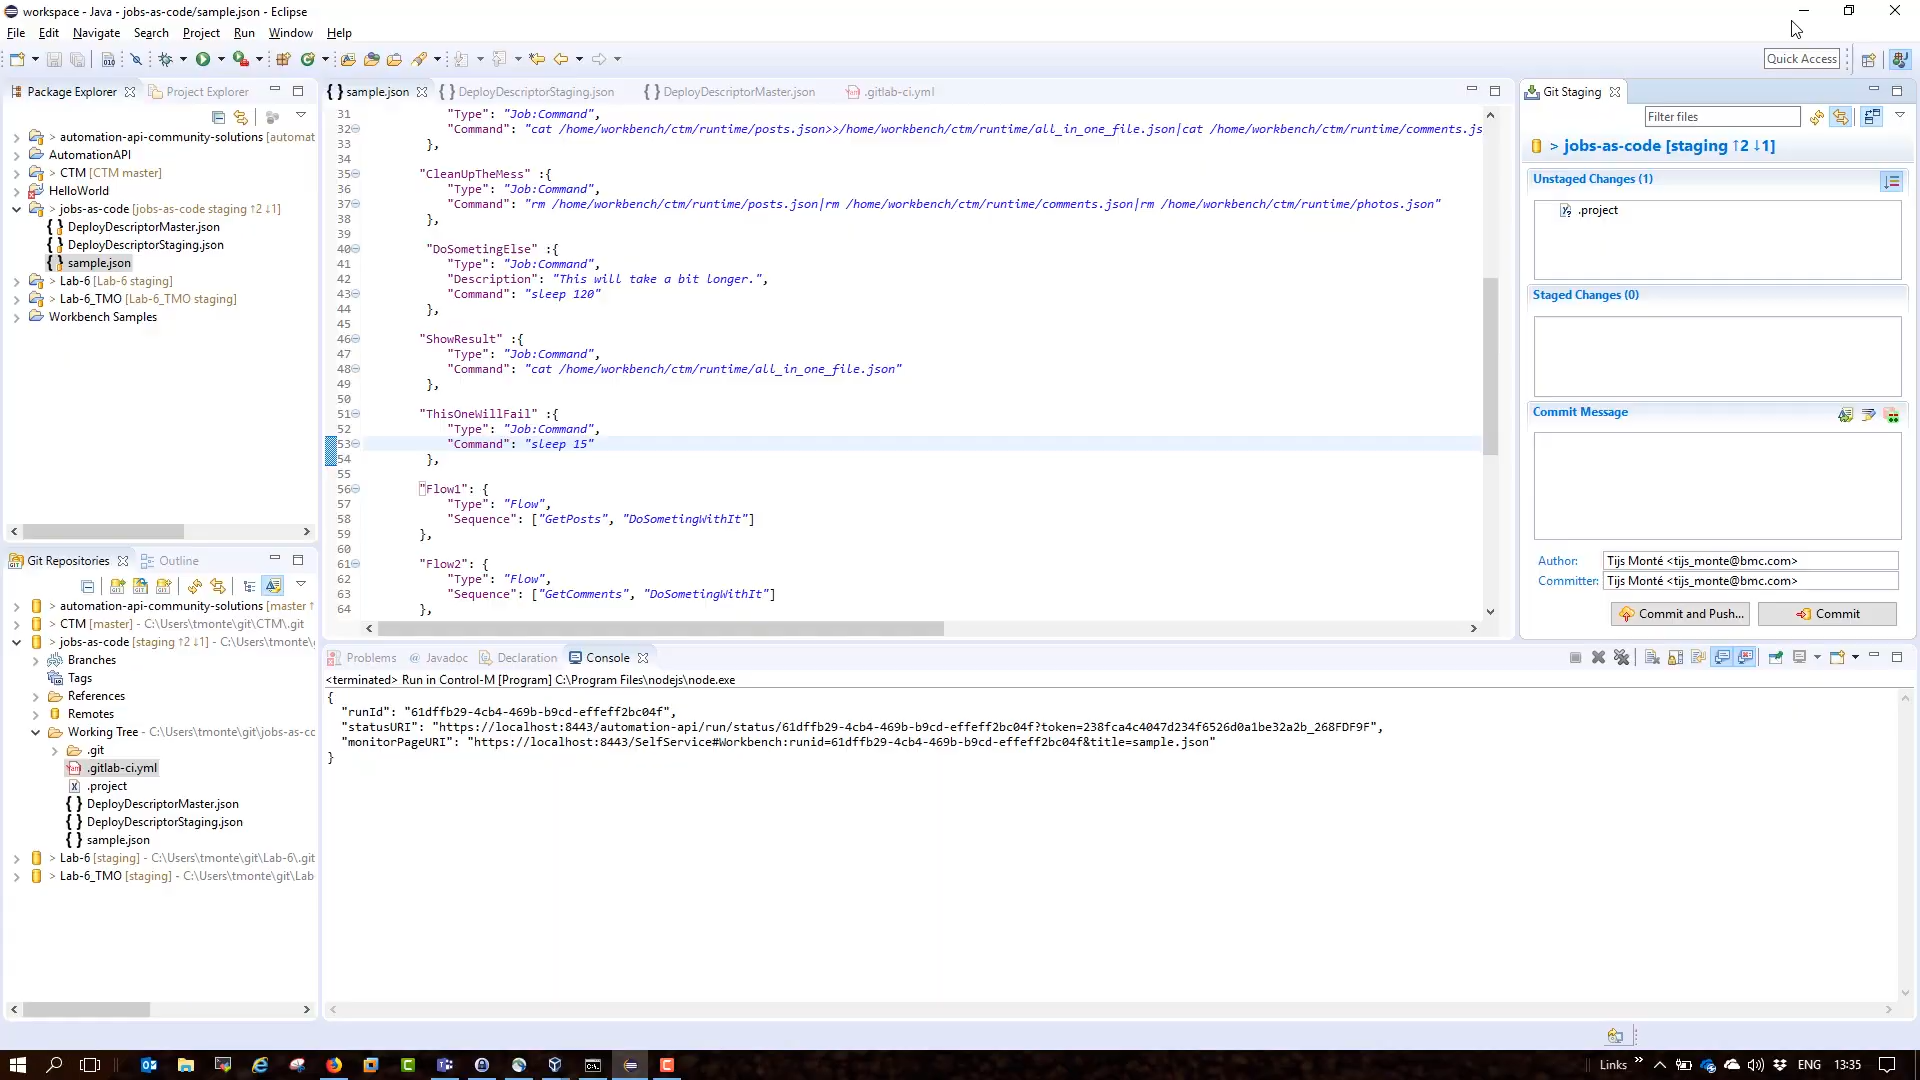 workspace - Java - jobs-as-code/sample.json - Eclipse
File Edit Navigate Search Project Run Window Help
Quick Access
Package Explorer Project Explorer
automation-api-community-solutions [automat
AutomationAPI
> CTM [CTM master]
HelloWorld
> jobs-as-code [jobs-as-code staging ↑2 ↓1]
DeployDescriptorMaster.json
DeployDescriptorStaging.json
sample.json
> Lab-6 [Lab-6 staging]
> Lab-6_TMO [Lab-6_TMO staging]
Workbench Samples
sample.json DeployDescriptorStaging.json DeployDescriptorMaster.json .gitlab-ci.yml
31 "Type": "Job:Command",
32 "Command": "cat /home/workbench/ctm/runtime/posts.json>>/home/workbench/ctm/runtime/all_in_one_file.json|cat /home/workbench/ctm/runtime/comments.js
33 },
34
35 "CleanUpTheMess" :{
36 "Type": "Job:Command",
37 "Command": "rm /home/workbench/ctm/runtime/posts.json|rm /home/workbench/ctm/runtime/comments.json|rm /home/workbench/ctm/runtime/photos.json"
38 },
39
40 "DoSometingElse" :{
41 "Type": "Job:Command",
42 "Description": "This will take a bit longer.",
43 "Command": "sleep 120"
44 },
45
46 "ShowResult" :{
47 "Type": "Job:Command",
48 "Command": "cat /home/workbench/ctm/runtime/all_in_one_file.json"
49 },
50
51 "ThisOneWillFail" :{
52 "Type": "Job:Command",
53 "Command": "sleep 15"
54 },
55
56 "Flow1": {
57 "Type": "Flow",
58 "Sequence": ["GetPosts", "DoSometingWithIt"]
59 },
60
61 "Flow2": {
62 "Type": "Flow",
63 "Sequence": ["GetComments", "DoSometingWithIt"]
64 },
Git Staging
Filter files
> jobs-as-code [staging ↑2 ↓1]
Unstaged Changes (1)
.project
Staged Changes (0)
Commit Message
Author: Tijs Monté <tijs_monte@bmc.com>
Committer: Tijs Monté <tijs_monte@bmc.com>
Commit and Push... Commit
Git Repositories Outline
> automation-api-community-solutions [master ↑
> CTM [master] - C:\Users\tmonte\git\CTM\.git
> jobs-as-code [staging ↑2 ↓1] - C:\Users\tmonte\
Branches
Tags
References
Remotes
Working Tree - C:\Users\tmonte\git\jobs-as-cc
.git
.gitlab-ci.yml
.project
DeployDescriptorMaster.json
DeployDescriptorStaging.json
sample.json
> Lab-6 [staging] - C:\Users\tmonte\git\Lab-6\.git
> Lab-6_TMO [staging] - C:\Users\tmonte\git\Lab
Problems Javadoc Declaration Console
<terminated> Run in Control-M [Program] C:\Program Files\nodejs\node.exe
{
"runId": "61dffb29-4cb4-469b-b9cd-effeff2bc04f",
"statusURI": "https://localhost:8443/automation-api/run/status/61dffb29-4cb4-469b-b9cd-effeff2bc04f?token=238fca4c4047d234f6526d0a1be32a2b_268FDF9F",
"monitorPageURI": "https://localhost:8443/SelfService#Workbench:runid=61dffb29-4cb4-469b-b9cd-effeff2bc04f&title=sample.json"
}
Links » ENG 13:35